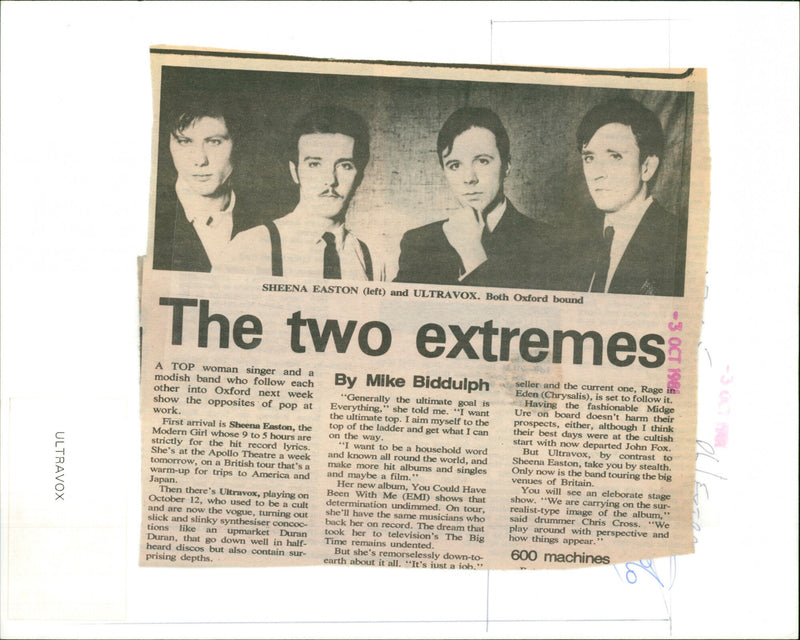 SHEENA EASTON (left) and ULTRAVOX. Both Oxford bound
The two extremes
-3 OCT 1981
A TOP woman singer and a
modish band who follow each
other into Oxford next week
show the opposites of pop at
work.
First arrival is Sheena Easton, the
Modern Girl whose 9 to 5 hours are
strictly for the hit record lyrics.
She's at the Apollo Theatre a week
tomorrow, on a British tour that's a
warm-up for trips to America and
Japan.
Then there's Ultravox, playing on
October 12, who used to be a cult
and are now the vogue, turning out
slick and slinky synthesiser concoc-
tions like an upmarket Duran
Duran, that go down well in half-
heard discos but also contain sur-
prising depths.
By Mike Biddulph
"Generally the ultimate goal is
Everything," she told me. "I want
the ultimate top. I aim myself to the
top of the ladder and get what I can
on the way.
"I want to be a household word
and known all round the world, and
make more hit albums and singles
and maybe a film."
Her new album, You Could Have
Been With Me (EMI) shows that
determination undimmed. On tour,
she'll have the same musicians who
back her on record. The dream that
took her to television's The Big
Time remains undented.
But she's remorselessly down-to-
earth about it all. "It's just a job."
seller and the current one, Rage in
Eden (Chrysalis), is set to follow it.
Having the fashionable Midge
Ure on board doesn't harm their
prospects, either, although I think
their best days were at the cultish
start with now departed John Fox.
But Ultravox, by contrast to
Sheena Easton, take you by stealth.
Only now is the band touring the big
venues of Britain.
You will see an eleborate stage
show. "We are carrying on the sur-
realist-type image of the album,"
said drummer Chris Cross. "We
play around with perspective and
how things appear."
600 machines
ULTRAVOX